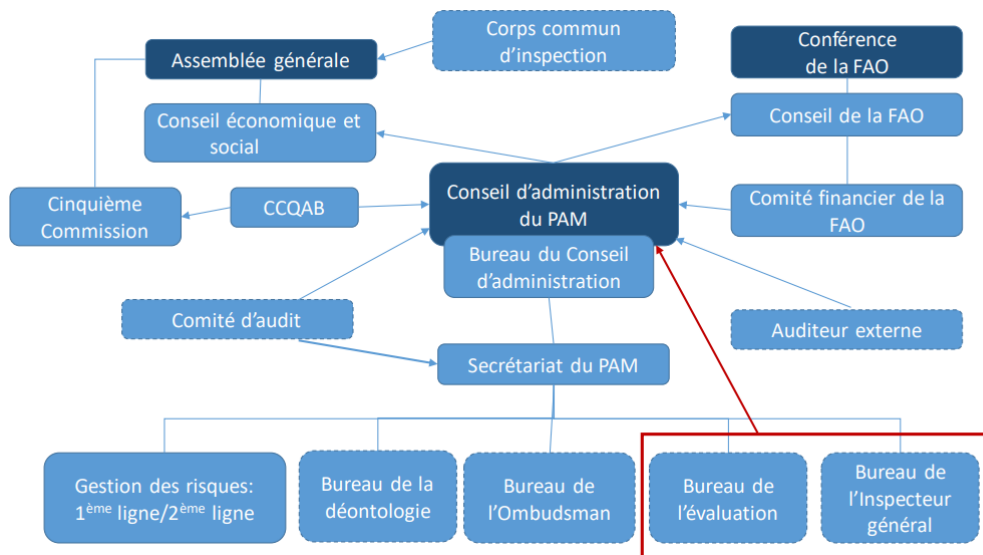 Corps commun
d’inspection
Assemblée générale
Conférence
de la FAO
Conseil économique et
social
Conseil de la FAO
Cinquième
Commission
CCQAB
Conseil d’administration
du PAM
Comité financier de la
FAO
Bureau du Conseil
d’administration
Comité d’audit
Auditeur externe
Secrétariat du PAM
Gestion des risques:
1ème ligne/2ème ligne
Bureau de la
déontologie
Bureau de
l’Ombudsman
Bureau de
l’évaluation
Bureau de
l’Inspecteur
général